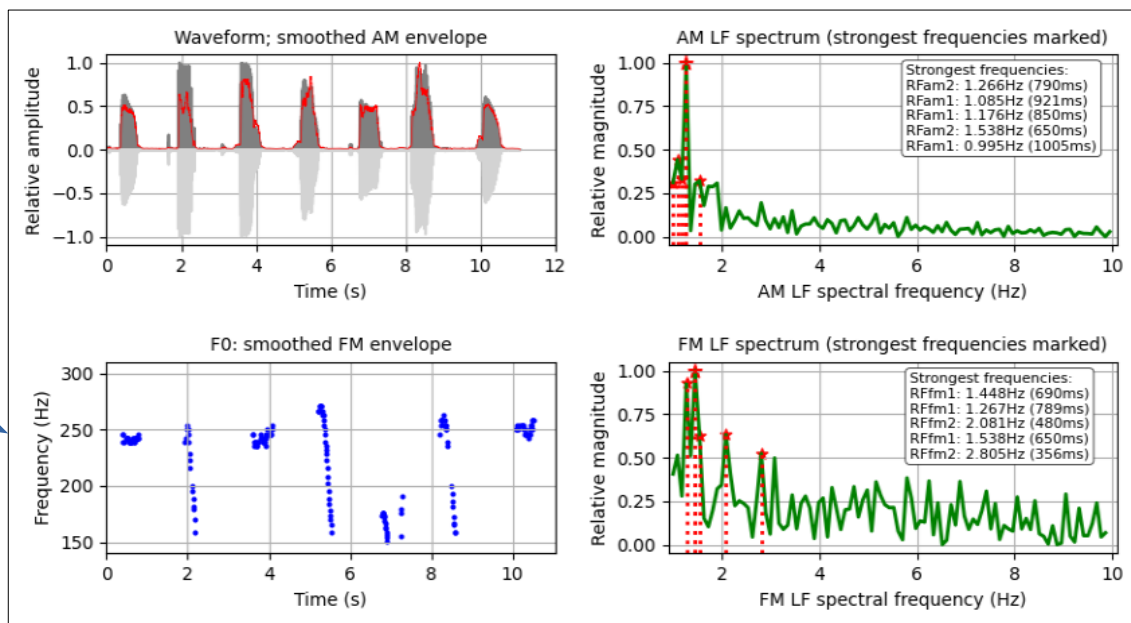 Waveform; smoothed AM envelope
Relative amplitude
1.0
0.5
0.0
−0.5
−1.0
0 2 4 6 8 10 12
Time (s)
AM LF spectrum (strongest frequencies marked)
Relative magnitude
1.00
0.75
0.50
0.25
0.00
Strongest frequencies:
RFam2: 1.266Hz (790ms)
RFam1: 1.085Hz (921ms)
RFam1: 1.176Hz (850ms)
RFam2: 1.538Hz (650ms)
RFam1: 0.995Hz (1005ms)
2 4 6 8 10
AM LF spectral frequency (Hz)
F0: smoothed FM envelope
Frequency (Hz)
300
250
200
150
0 2 4 6 8 10
Time (s)
FM LF spectrum (strongest frequencies marked)
Relative magnitude
1.00
0.75
0.50
0.25
0.00
Strongest frequencies:
RFfm1: 1.448Hz (690ms)
RFfm1: 1.267Hz (789ms)
RFfm2: 2.081Hz (480ms)
RFfm1: 1.538Hz (650ms)
RFfm2: 2.805Hz (356ms)
2 4 6 8 10
FM LF spectral frequency (Hz)